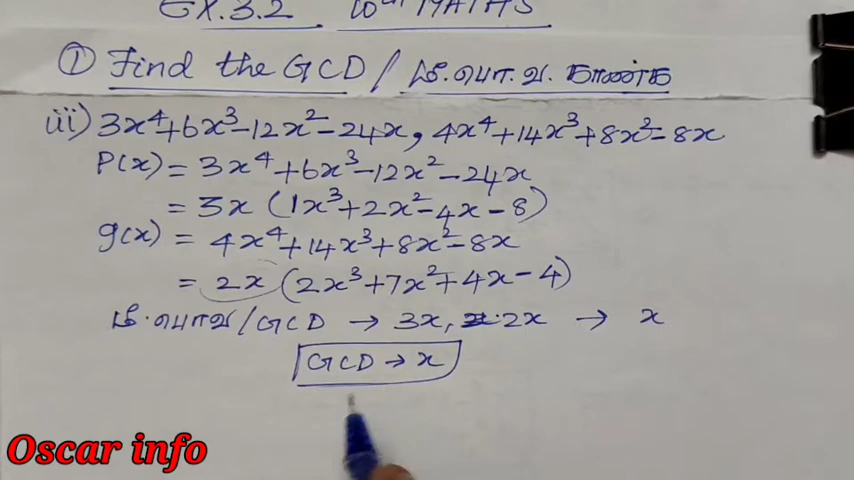 Ex.3.2 10th MATHS
① Find the GCD / மீ.பொ.வ. காண்க
iii) 3x⁴+6x³-12x²-24x, 4x⁴+14x³+8x²-8x
P(x) = 3x⁴+6x³-12x²-24x
= 3x (1x³+2x²-4x-8)
g(x) = 4x⁴+14x³+8x²-8x
= 2x (2x³+7x²+4x-4)
மீ.பொ.வ/GCD → 3x, 2x → x
GCD → x
Oscar info